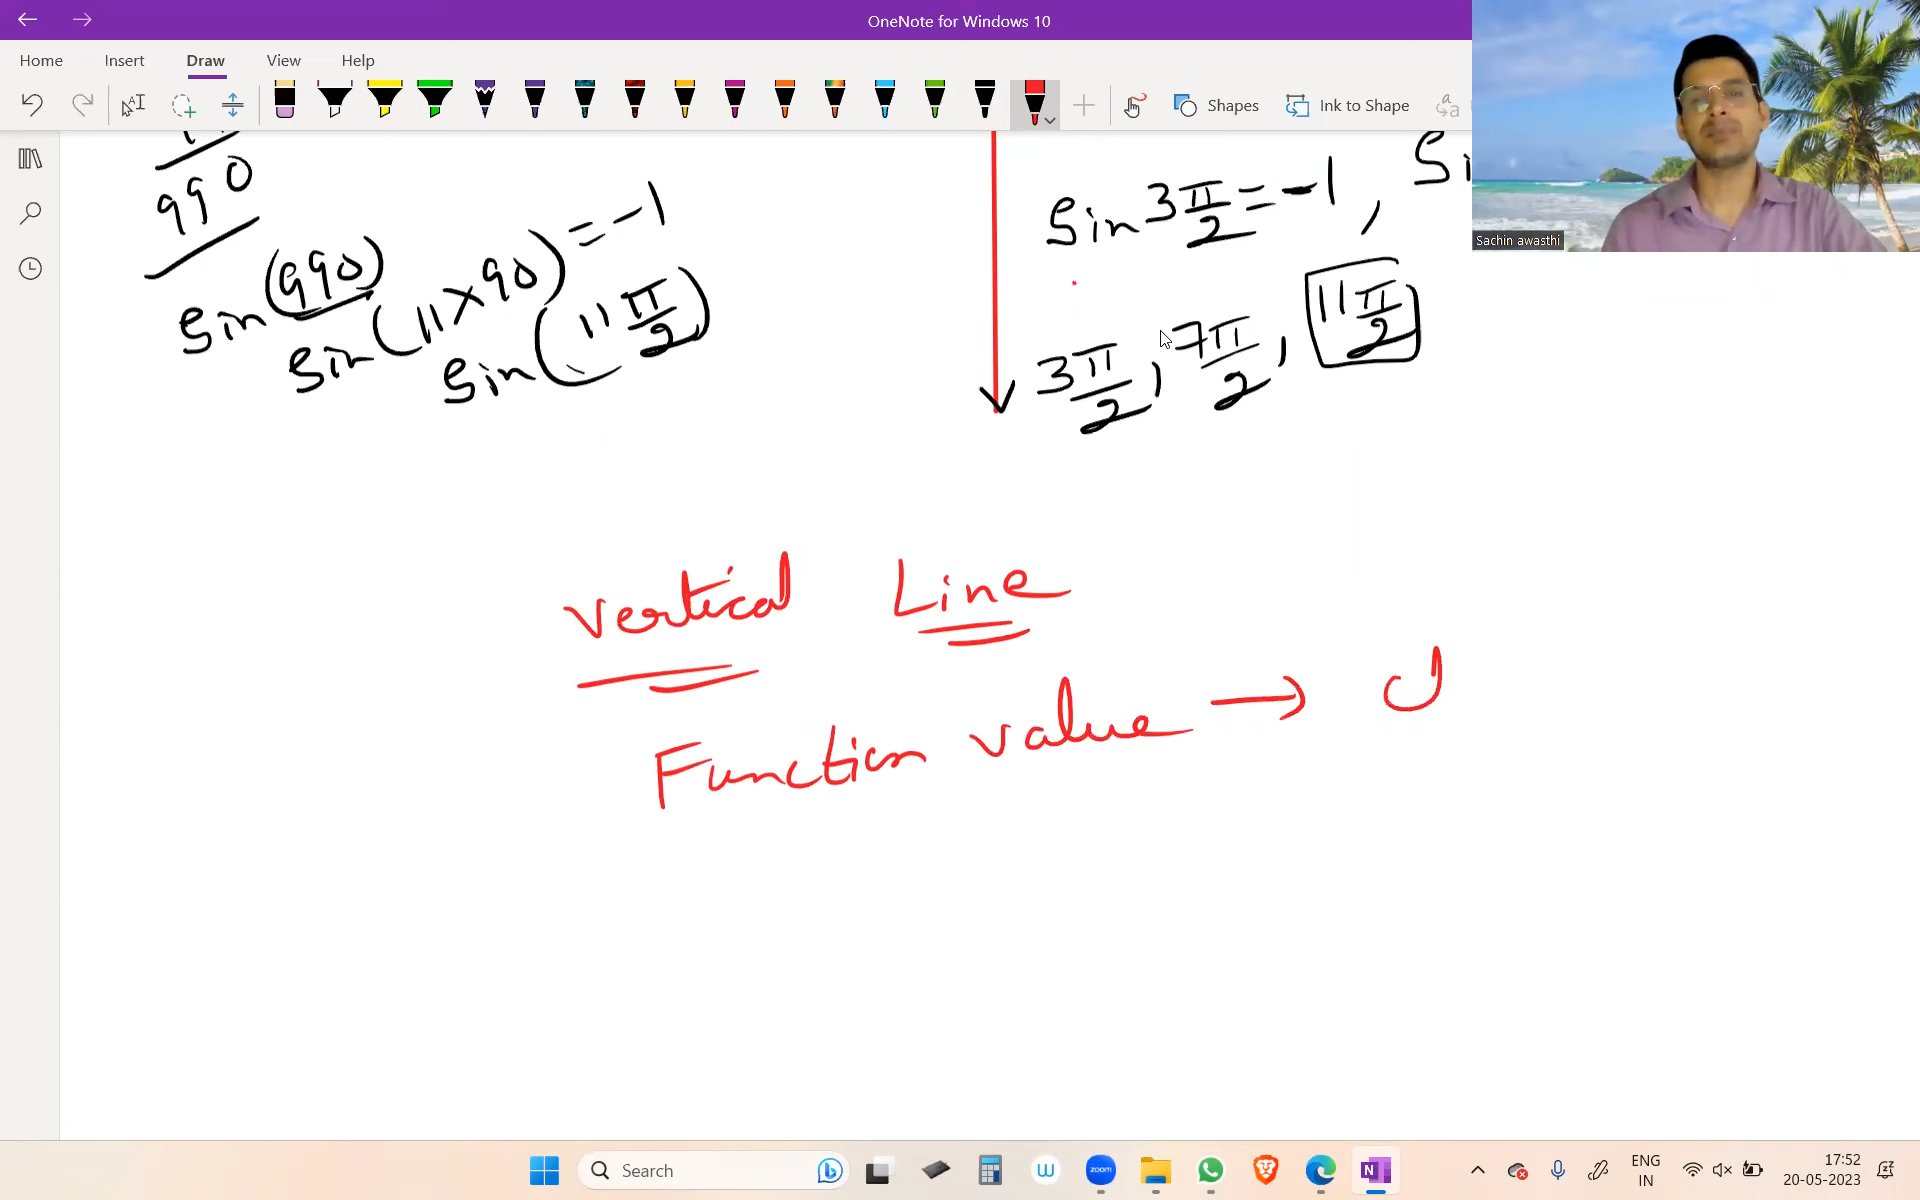 OneNote for Windows 10
Home Insert Draw View Help
Shapes Ink to Shape
990
sin(990)
sin(11×90) = -1
sin(11π/2)
sin 3π/2 = -1, Si
3π/2, 7π/2, 11π/2
Sachin awasthi
vertical Line
Function value →
Search
zoom
ENG
IN
17:52
20-05-2023